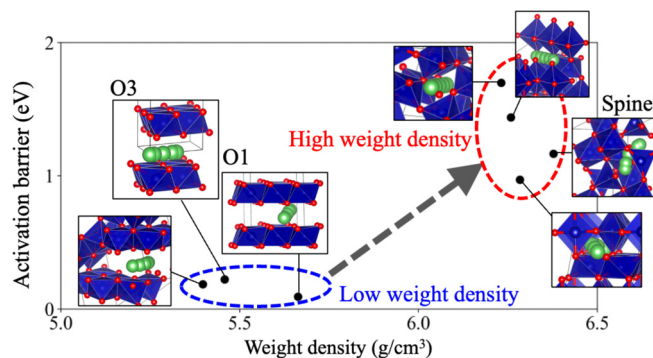 2
Activation barrier (eV)
1
0
O3
O1
Spine
High weight density
Low weight density
5.0
5.5
6.0
6.5
Weight density (g/cm³)